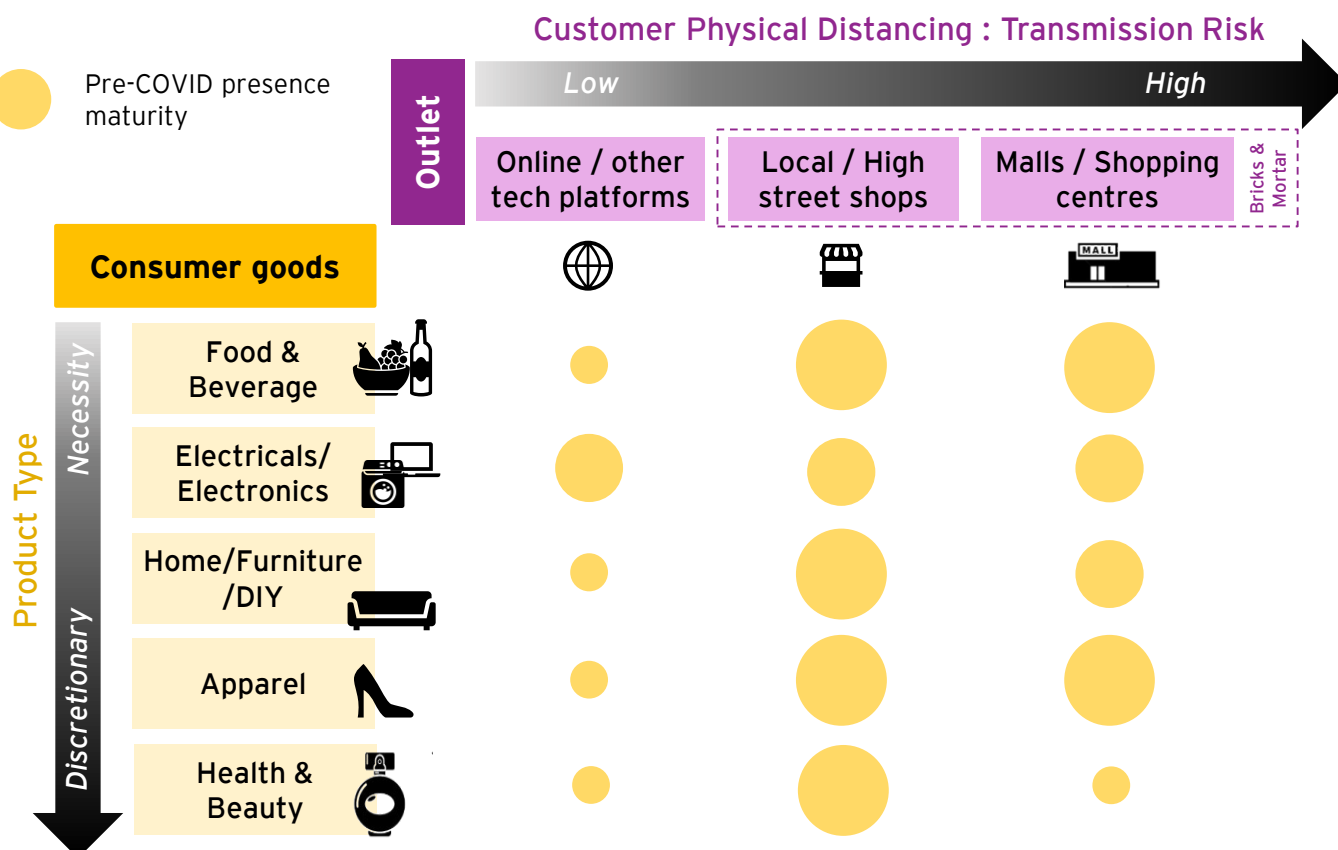 Customer Physical Distancing : Transmission Risk
Pre-COVID presence
maturity
Outlet
Low
High
Online / other
tech platforms
Local / High
street shops
Malls / Shopping
centres
Bricks &
Mortar
Consumer goods
MALL
Product Type
Necessity
Discretionary
Food &
Beverage
Electricals/
Electronics
Home/Furniture
/DIY
Apparel
Health &
Beauty